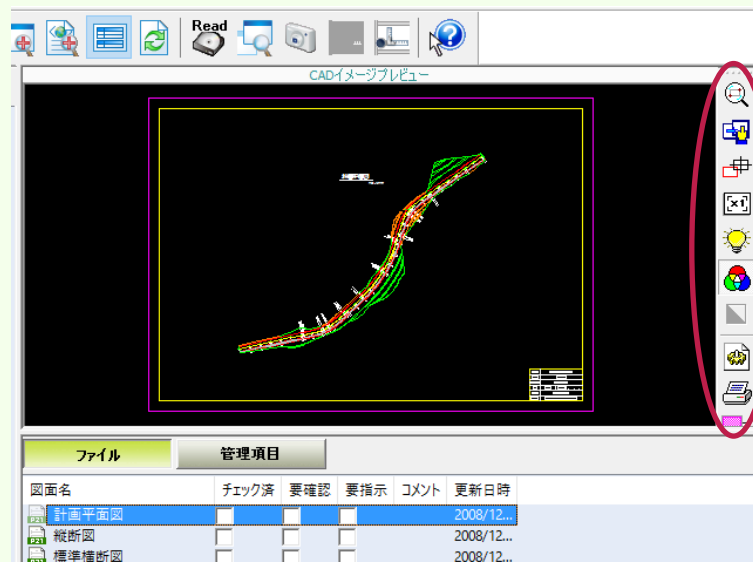 Read
CADイメージプレビュー
[×1]
ファイル 管理項目
図面名 チェック済 要確認 要指示 コメント 更新日時
P21 計画平面図 2008/12...
P21 縦断図 2008/12...
標準横断図 2008/12...